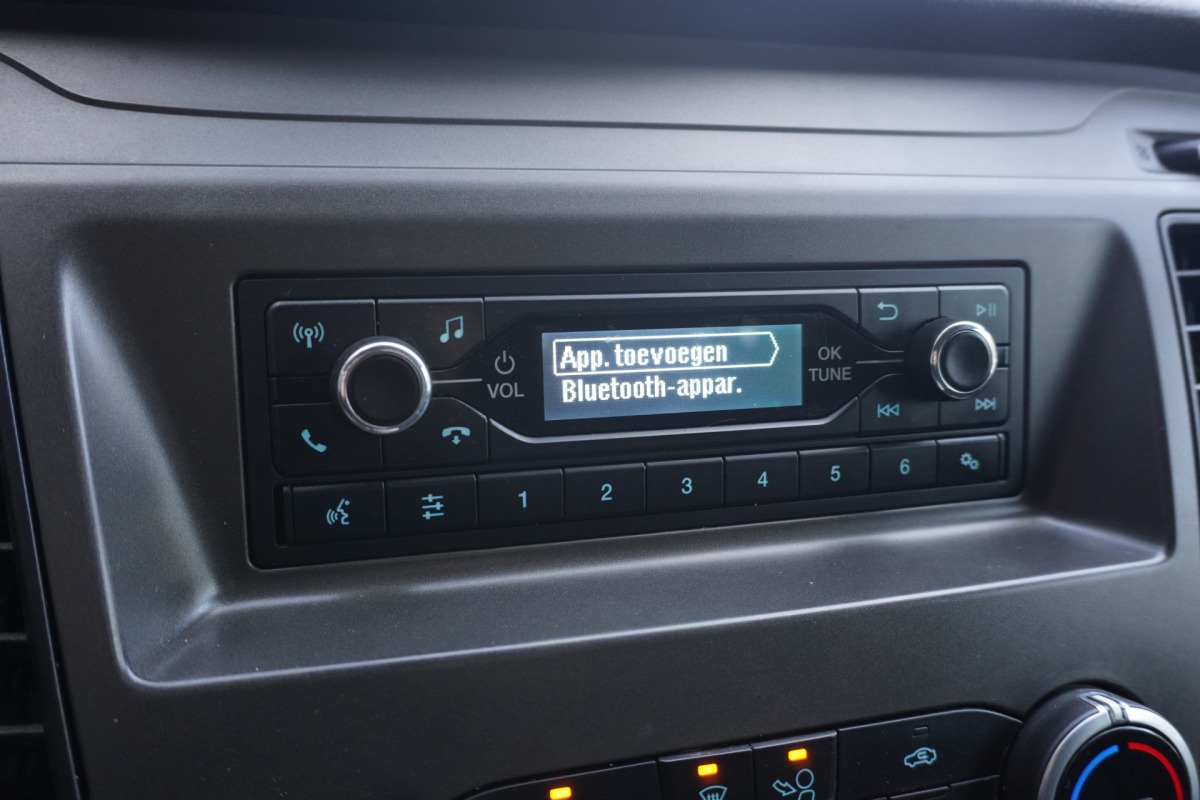 App. toevoegen
Bluetooth-appar.
VOL
OK
TUNE
1 2 3 4 5 6